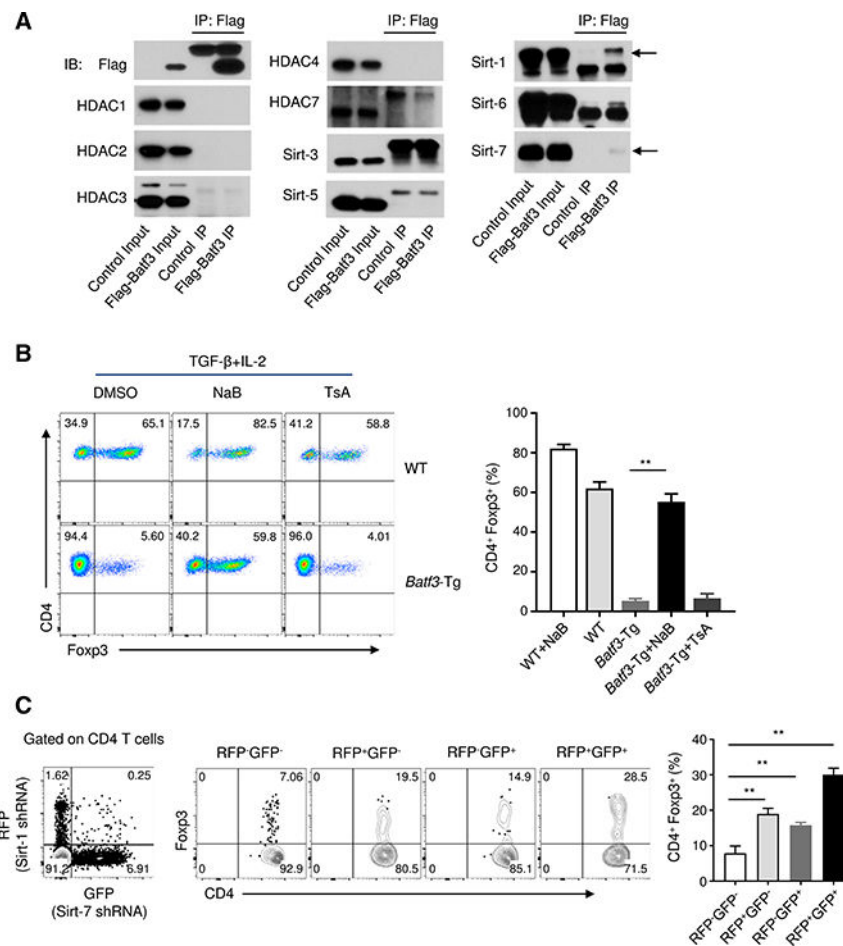 A
IP: Flag
IB: Flag
HDAC1
HDAC2
HDAC3
Control Input
Flag-Batf3 Input
Control IP
Flag-Batf3 IP
IP: Flag
HDAC4
HDAC7
Sirt-3
Sirt-5
Control Input
Flag-Batf3 Input
Control IP
Flag-Batf3 IP
IP: Flag
Sirt-1
Sirt-6
Sirt-7
Control Input
Flag-Batf3 Input
Control IP
Flag-Batf3 IP
B
TGF-β+IL-2
DMSO NaB TsA
34.9 65.1 17.5 82.5 41.2 58.8
WT
94.4 5.60 40.2 59.8 96.0 4.01
Batf3-Tg
CD4
Foxp3
CD4⁺ Foxp3⁺ (%)
100
80
60
40
20
0
**
WT+NaB
WT
Batf3-Tg
Batf3-Tg+NaB
Batf3-Tg+TsA
C
Gated on CD4 T cells
RFP
(Sirt-1 shRNA)
1.62 0.25
91.2 6.91
GFP
(Sirt-7 shRNA)
RFP⁻GFP⁻ RFP⁺GFP⁻ RFP⁻GFP⁺ RFP⁺GFP⁺
Foxp3
0 7.06 0 19.5 0 14.9 0 28.5
0 92.9 0 80.5 0 85.1 0 71.5
CD4
CD4⁺ Foxp3⁺ (%)
40
30
20
10
0
**
**
**
RFP⁻GFP⁻
RFP⁺GFP⁻
RFP⁻GFP⁺
RFP⁺GFP⁺